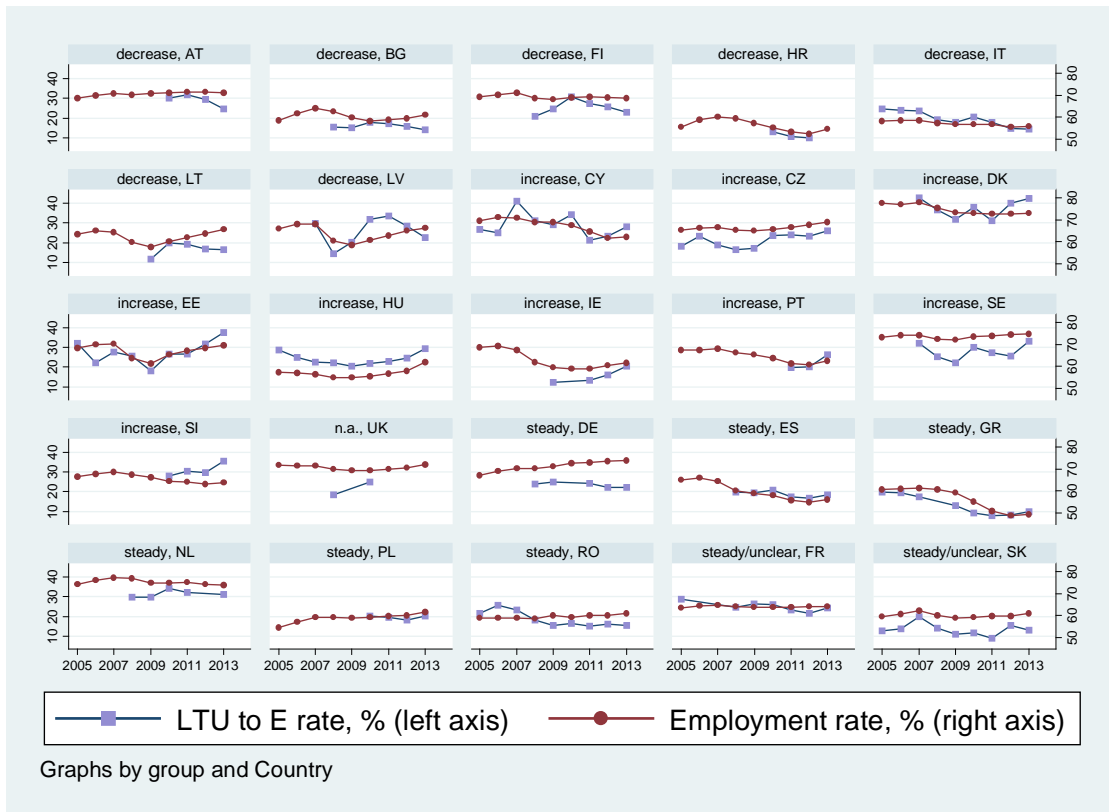 decrease, AT
decrease, BG
decrease, FI
decrease, HR
decrease, IT
10 20 30 40
50 60 70 80
decrease, LT
decrease, LV
increase, CY
increase, CZ
increase, DK
10 20 30 40
50 60 70 80
increase, EE
increase, HU
increase, IE
increase, PT
increase, SE
10 20 30 40
50 60 70 80
increase, SI
n.a., UK
steady, DE
steady, ES
steady, GR
10 20 30 40
50 60 70 80
steady, NL
steady, PL
steady, RO
steady/unclear, FR
steady/unclear, SK
10 20 30 40
50 60 70 80
2005 2007 2009 2011 2013
2005 2007 2009 2011 2013
2005 2007 2009 2011 2013
2005 2007 2009 2011 2013
2005 2007 2009 2011 2013
LTU to E rate, % (left axis)
Employment rate, % (right axis)
Graphs by group and Country